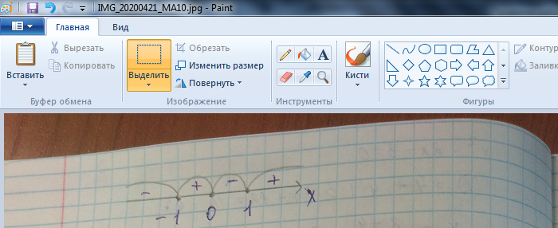 IMG_20200421_MA10.jpg - Paint
Главная Вид
Вставить
Вырезать
Копировать
Буфер обмена
Выделить
Обрезать
Изменить размер
Повернуть
Изображение
A
Инструменты
Кисти
Фигуры
Контур
Заливка
- + - +
-1 0 1 x